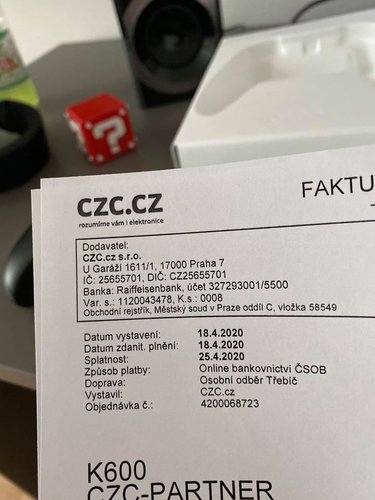 CZC.CZ
rozumíme vám i elektronice
FAKTU
Dodavatel:
CZC.cz s.r.o.
U Garáží 1611/1, 17000 Praha 7
IČ: 25655701, DIČ: CZ25655701
Banka: Raiffeisenbank, účet 327293001/5500
Var. s.: 1120043478, K.s.: 0008
Obchodní rejstřík, Městský soud v Praze oddíl C, vložka 58549
Datum vystavení: 18.4.2020
Datum zdanit. plnění: 18.4.2020
Splatnost: 25.4.2020
Způsob platby: Online bankovnictví ČSOB
Doprava: Osobní odběr Třebíč
Vystavil: CZC.cz
Objednávka č.: 4200068723
K600
CZC-PARTNER